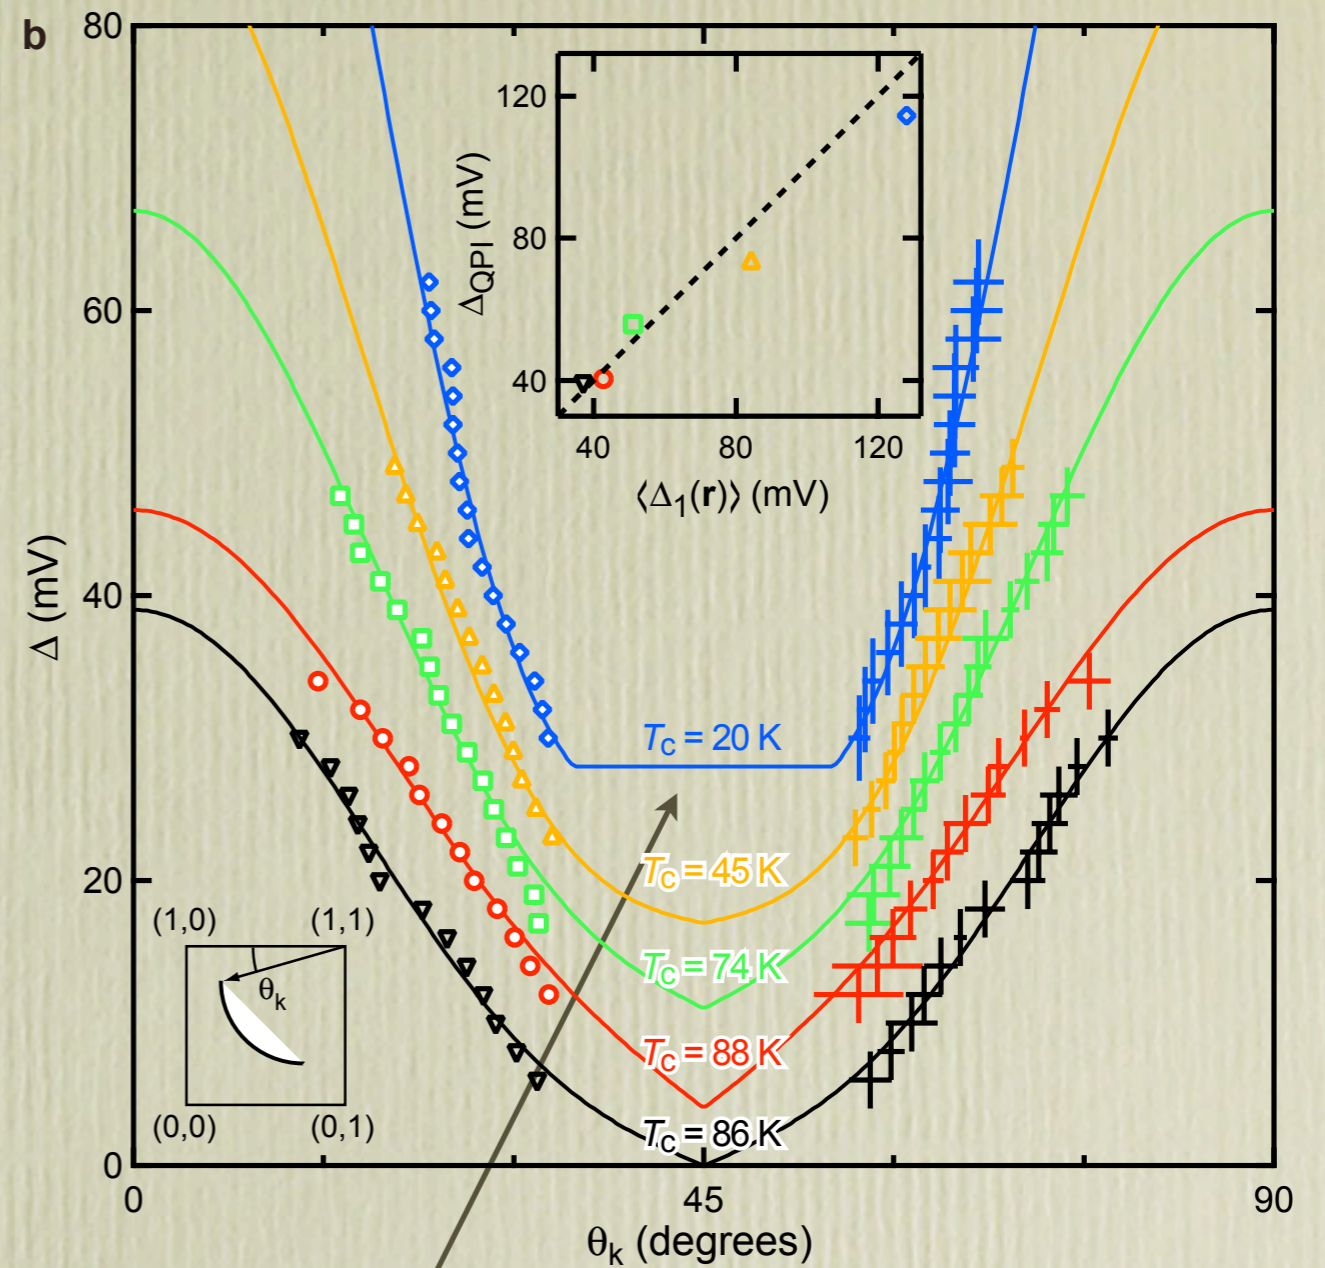 b
80
60
40
20
0
Δ (mV)
0
45
90
θk (degrees)
120
80
40
ΔQPI (mV)
40
80
120
⟨Δ1(r)⟩ (mV)
Tc = 20 K
Tc = 45 K
Tc = 74 K
Tc = 88 K
Tc = 86 K
(1,0) (1,1)
θk
(0,0) (0,1)